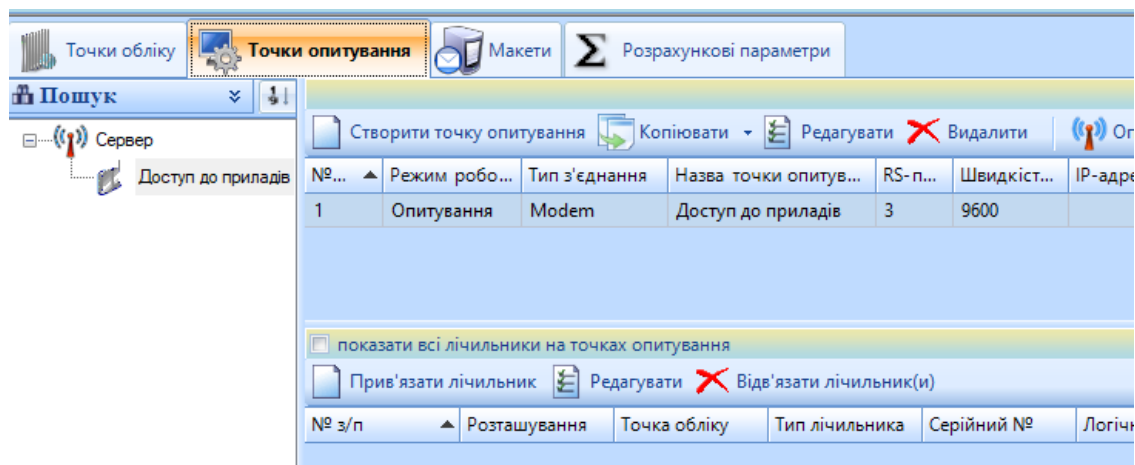 Точки обліку Точки опитування Макети Розрахункові параметри
Пошук
Сервер
Доступ до приладів
Створити точку опитування Копіювати Редагувати Видалити Оп
№... Режим робо... Тип з'єднання Назва точки опитув... RS-п... Швидкіст... IP-адре
1 Опитування Modem Доступ до приладів 3 9600
показати всі лічильники на точках опитування
Прив'язати лічильник Редагувати Відв'язати лічильник(и)
№ з/п Розташування Точка обліку Тип лічильника Серійний № Логічн